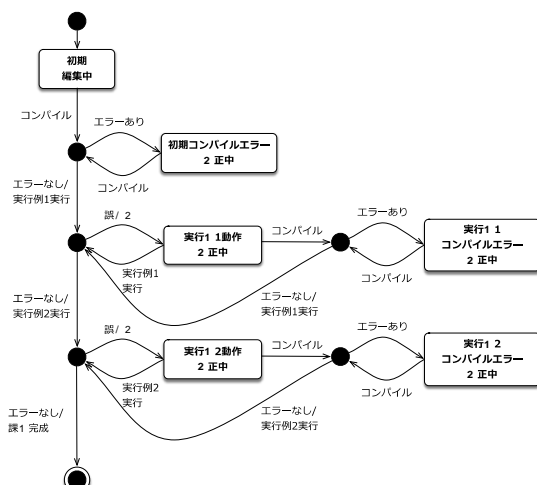 初期
編集中
コンパイル
エラーあり
初期コンパイルエラー
2 正中
コンパイル
エラーなし/
実行例1実行
誤/ 2
実行1 1動作
2 正中
実行例1
実行
コンパイル
エラーあり
実行1 1
コンパイルエラー
2 正中
コンパイル
エラーなし/
実行例1実行
エラーなし/
実行例2実行
誤/ 2
実行1 2動作
2 正中
実行例2
実行
コンパイル
エラーあり
実行1 2
コンパイルエラー
2 正中
コンパイル
エラーなし/
実行例2実行
エラーなし/
課1 完成